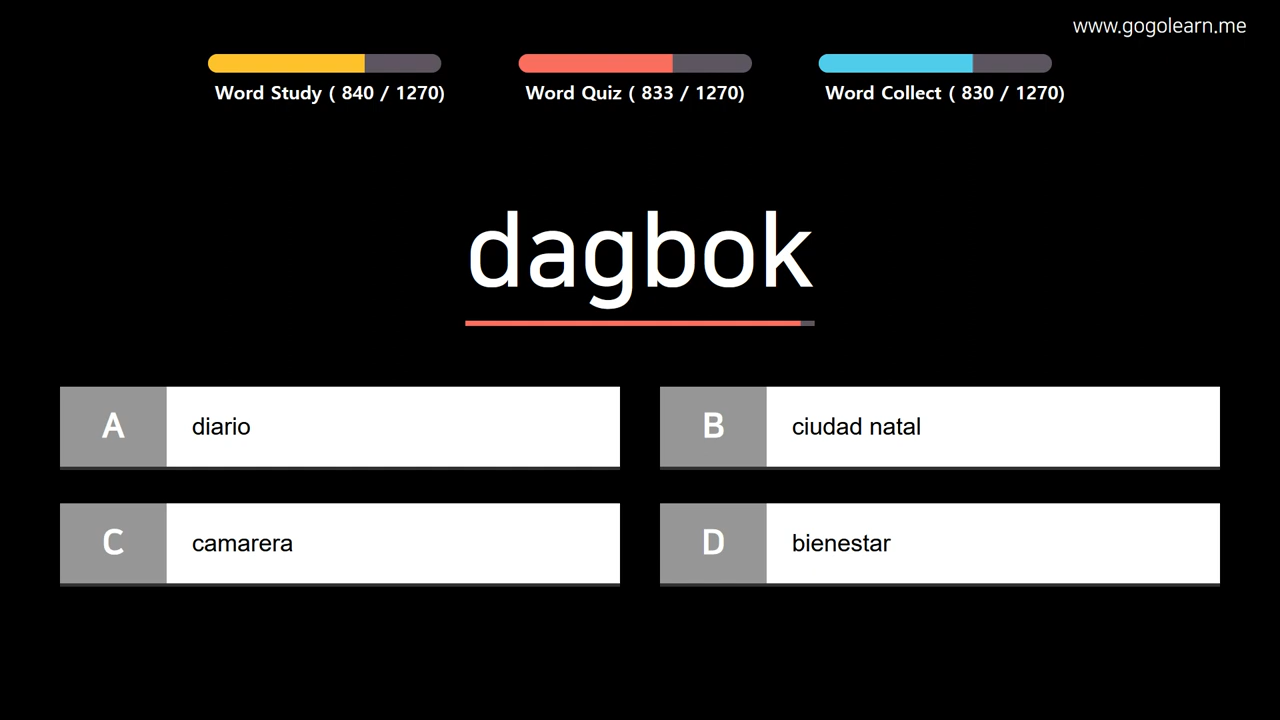 www.gogolearn.me
Word Study ( 840 / 1270)
Word Quiz ( 833 / 1270)
Word Collect ( 830 / 1270)
dagbok
A
diario
B
ciudad natal
C
camarera
D
bienestar